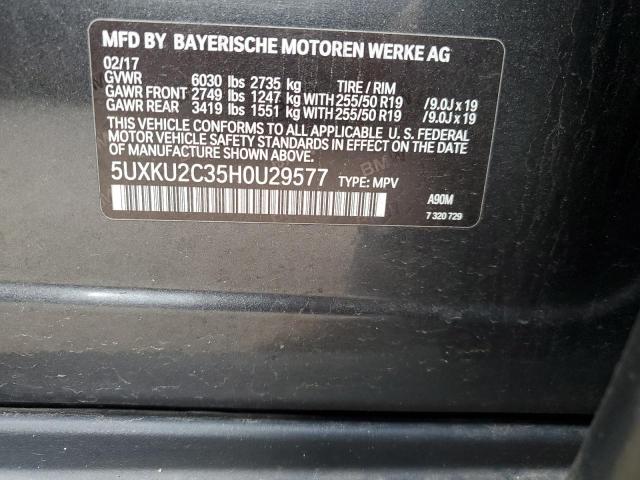 MFD BY BAYERISCHE MOTOREN WERKE AG
02/17
GVWR 6030 lbs 2735 kg TIRE / RIM
GAWR FRONT 2749 lbs 1247 kg WITH 255/50 R19 /9.0J x 19
GAWR REAR 3419 lbs 1551 kg WITH 255/50 R19 /9.0J x 19
THIS VEHICLE CONFORMS TO ALL APPLICABLE U. S. FEDERAL
MOTOR VEHICLE SAFETY STANDARDS IN EFFECT ON THE DATE
OF MANUFACTURE SHOWN ABOVE.
5UXKU2C35H0U29577 TYPE: MPV
A90M
7 320 729